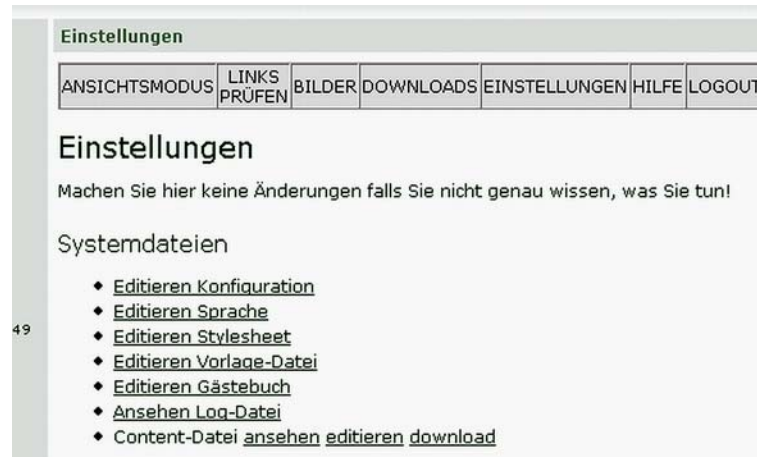 Einstellungen
ANSICHTSMODUS LINKS PRÜFEN BILDER DOWNLOADS EINSTELLUNGEN HILFE LOGOUT
Einstellungen
Machen Sie hier keine Änderungen falls Sie nicht genau wissen, was Sie tun!
Systemdateien
Editieren Konfiguration
Editieren Sprache
49
Editieren Stylesheet
Editieren Vorlage-Datei
Editieren Gästebuch
Ansehen Log-Datei
Content-Datei ansehen editieren download